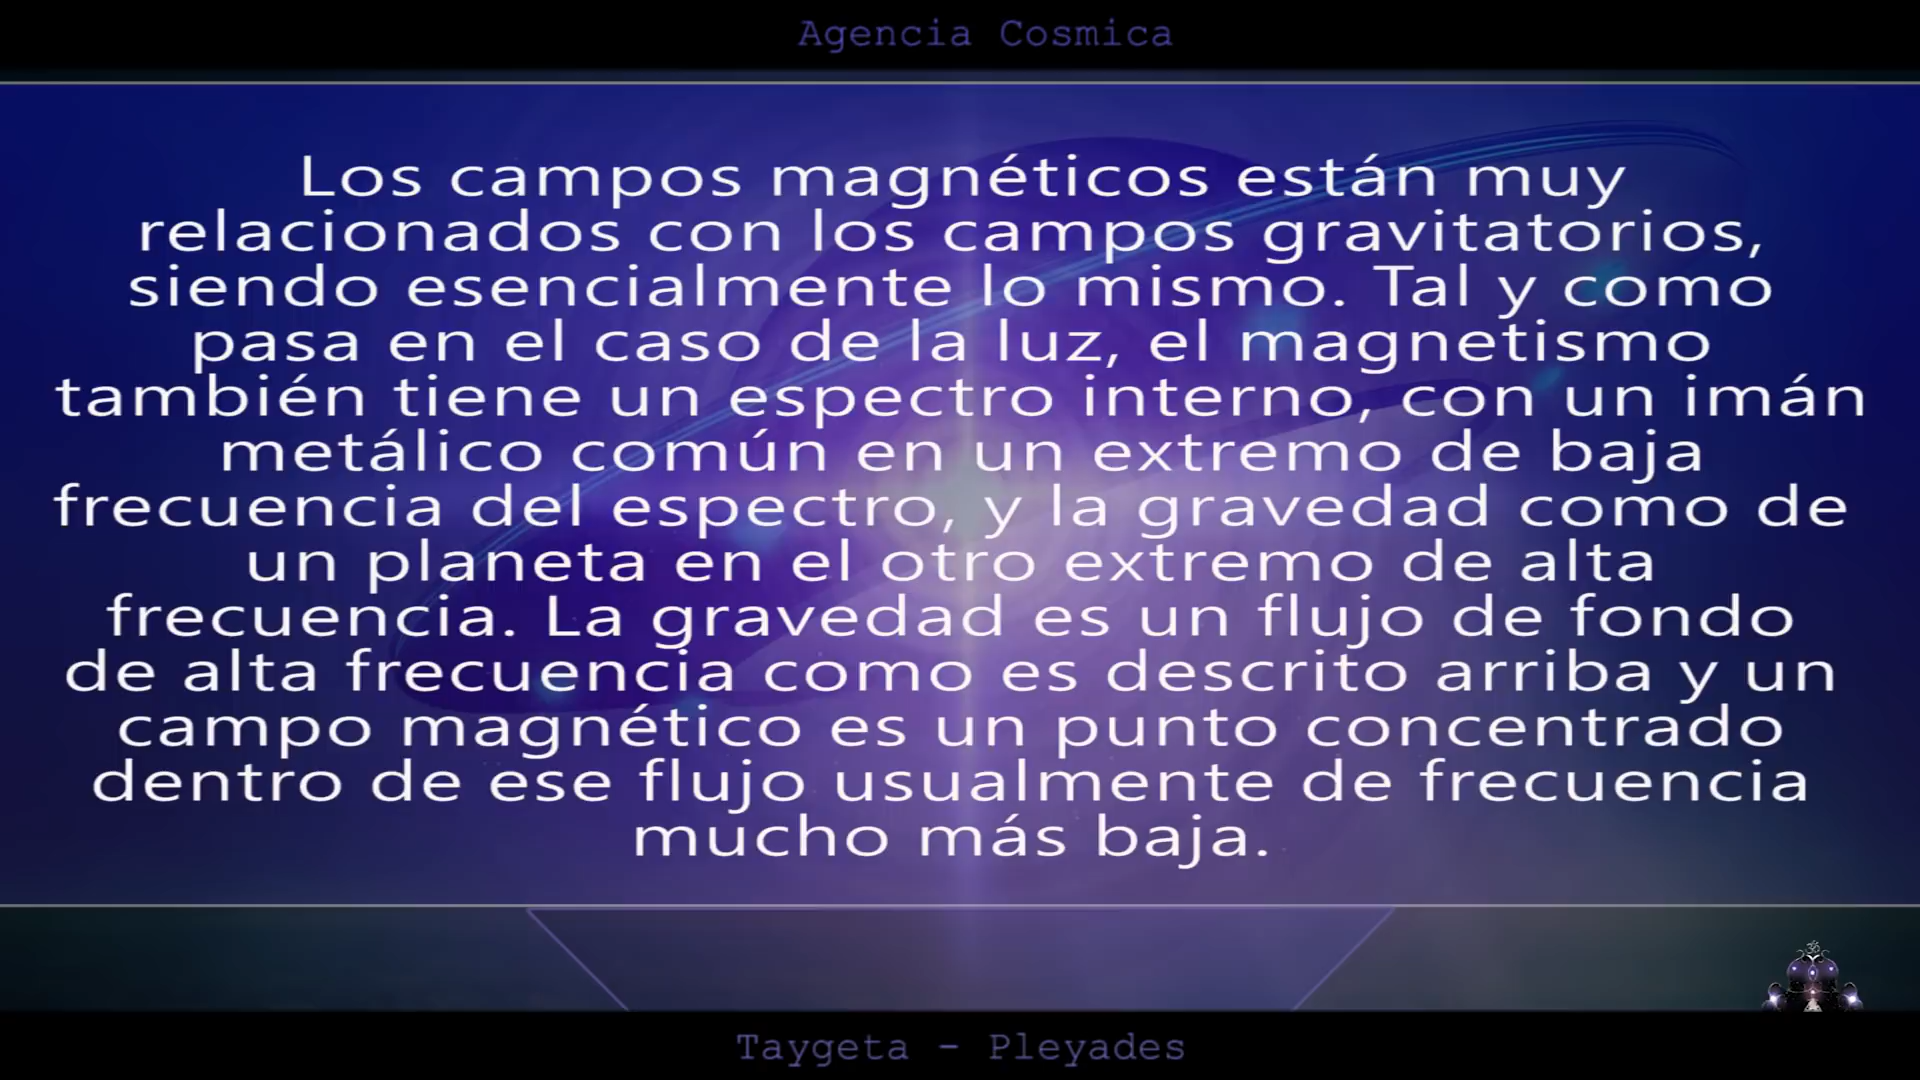 Agencia Cosmica
Los campos magnéticos están muy
relacionados con los campos gravitatorios,
siendo esencialmente lo mismo. Tal y como
pasa en el caso de la luz, el magnetismo
también tiene un espectro interno, con un imán
metálico común en un extremo de baja
frecuencia del espectro, y la gravedad como de
un planeta en el otro extremo de alta
frecuencia. La gravedad es un flujo de fondo
de alta frecuencia como es descrito arriba y un
campo magnético es un punto concentrado
dentro de ese flujo usualmente de frecuencia
mucho más baja.
Taygeta - Pleyades